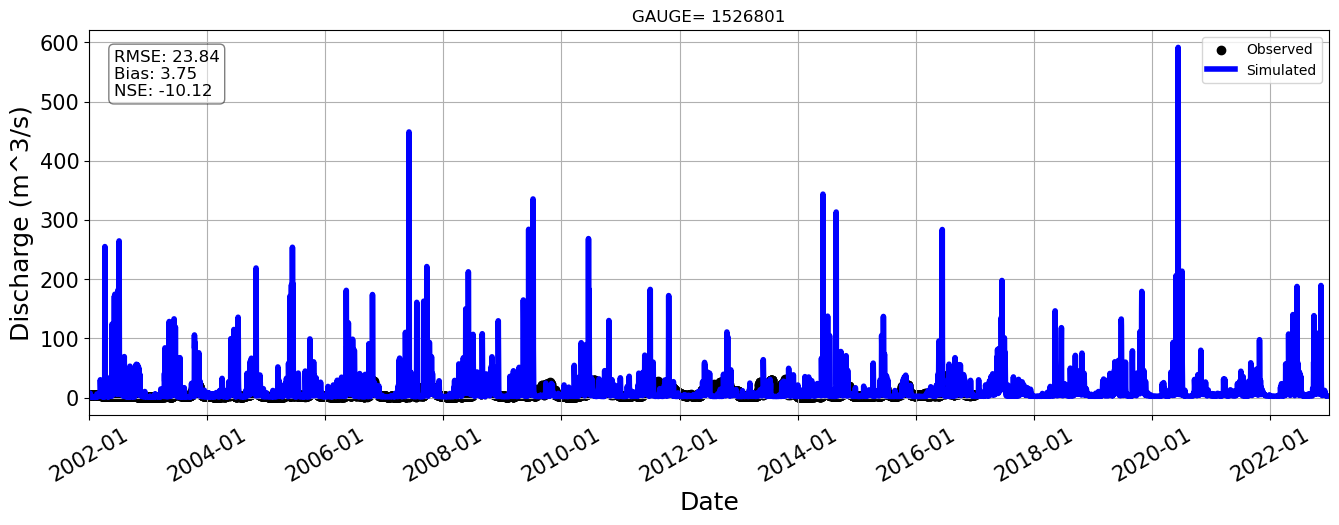 GAUGE= 1526801
RMSE: 23.84
Bias: 3.75
NSE: -10.12
Observed
Simulated
Discharge (m^3/s)
600
500
400
300
200
100
0
2002-01
2004-01
2006-01
2008-01
2010-01
2012-01
2014-01
2016-01
2018-01
2020-01
2022-01
Date